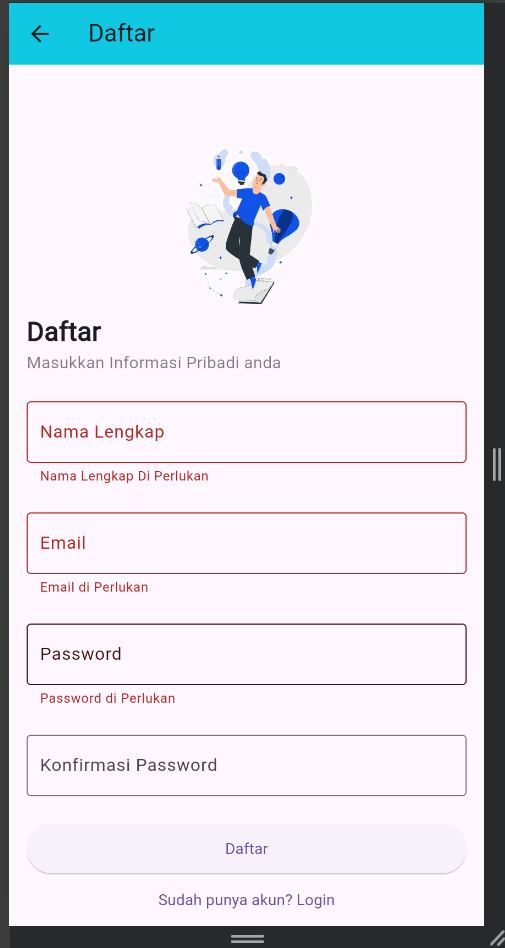 Daftar
Daftar
Masukkan Informasi Pribadi anda
Nama Lengkap
Nama Lengkap Di Perlukan
Email
Email di Perlukan
Password
Password di Perlukan
Konfirmasi Password
Daftar
Sudah punya akun? Login